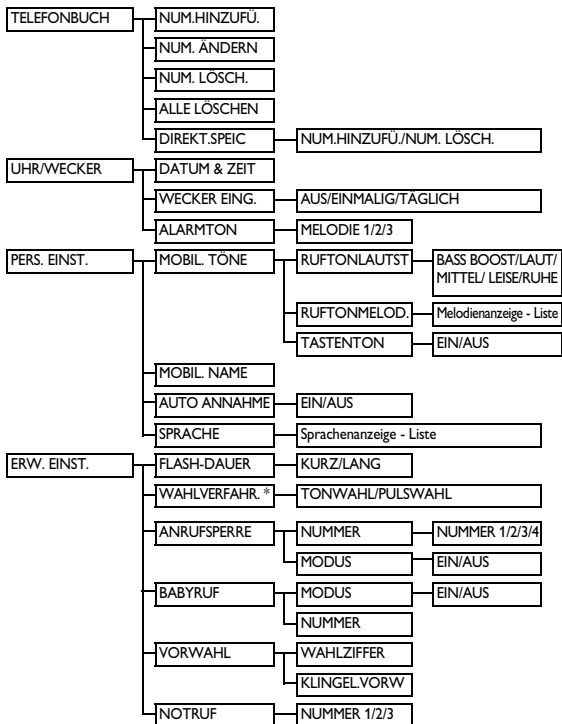 TELEFONBUCH
NUM.HINZUFÜ.
NUM. ÄNDERN
NUM. LÖSCH.
ALLE LÖSCHEN
DIREKT.SPEIC
NUM.HINZUFÜ./NUM. LÖSCH.
UHR/WECKER
DATUM & ZEIT
WECKER EING.
AUS/EINMALIG/TÄGLICH
ALARMTON
MELODIE 1/2/3
PERS. EINST.
MOBIL. TÖNE
RUFTONLAUTST
BASS BOOST/LAUT/
MITTEL/ LEISE/RUHE
RUFTONMELOD.
Melodienanzeige - Liste
TASTENTON
EIN/AUS
MOBIL. NAME
AUTO ANNAHME
EIN/AUS
SPRACHE
Sprachenanzeige - Liste
ERW. EINST.
FLASH-DAUER
KURZ/LANG
WAHLVERFAHR. *
TONWAHL/PULSWAHL
ANRUFSPERRE
NUMMER
NUMMER 1/2/3/4
MODUS
EIN/AUS
BABYRUF
MODUS
EIN/AUS
NUMMER
VORWAHL
WAHLZIFFER
KLINGEL.VORW
NOTRUF
NUMMER 1/2/3